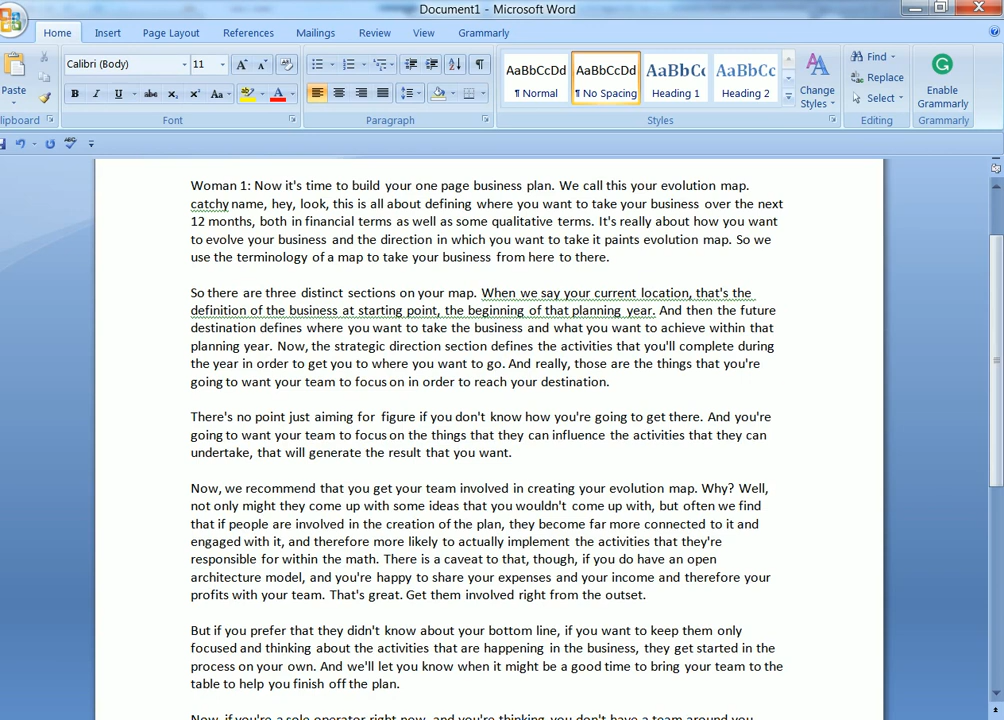 Document1 - Microsoft Word
Home Insert Page Layout References Mailings Review View Grammarly
Calibri (Body) 11
Paste
B I U abc X₂ X² Aa A
AaBbCcDd AaBbCcDd AaBbCc AaBbCc
¶ Normal ¶ No Spacing Heading 1 Heading 2
Change Styles
Find
Replace
Select
Enable Grammarly
lipboard Font Paragraph Styles Editing Grammarly
Woman 1: Now it's time to build your one page business plan. We call this your evolution map.
catchy name, hey, look, this is all about defining where you want to take your business over the next
12 months, both in financial terms as well as some qualitative terms. It's really about how you want
to evolve your business and the direction in which you want to take it paints evolution map. So we
use the terminology of a map to take your business from here to there.
So there are three distinct sections on your map. When we say your current location, that's the
definition of the business at starting point, the beginning of that planning year. And then the future
destination defines where you want to take the business and what you want to achieve within that
planning year. Now, the strategic direction section defines the activities that you'll complete during
the year in order to get you to where you want to go. And really, those are the things that you're
going to want your team to focus on in order to reach your destination.
There's no point just aiming for figure if you don't know how you're going to get there. And you're
going to want your team to focus on the things that they can influence the activities that they can
undertake, that will generate the result that you want.
Now, we recommend that you get your team involved in creating your evolution map. Why? Well,
not only might they come up with some ideas that you wouldn't come up with, but often we find
that if people are involved in the creation of the plan, they become far more connected to it and
engaged with it, and therefore more likely to actually implement the activities that they're
responsible for within the math. There is a caveat to that, though, if you do have an open
architecture model, and you're happy to share your expenses and your income and therefore your
profits with your team. That's great. Get them involved right from the outset.
But if you prefer that they didn't know about your bottom line, if you want to keep them only
focused and thinking about the activities that are happening in the business, they get started in the
process on your own. And we'll let you know when it might be a good time to bring your team to the
table to help you finish off the plan.
Now, if you're a sole operator right now, and you're thinking, you don't have a team around you